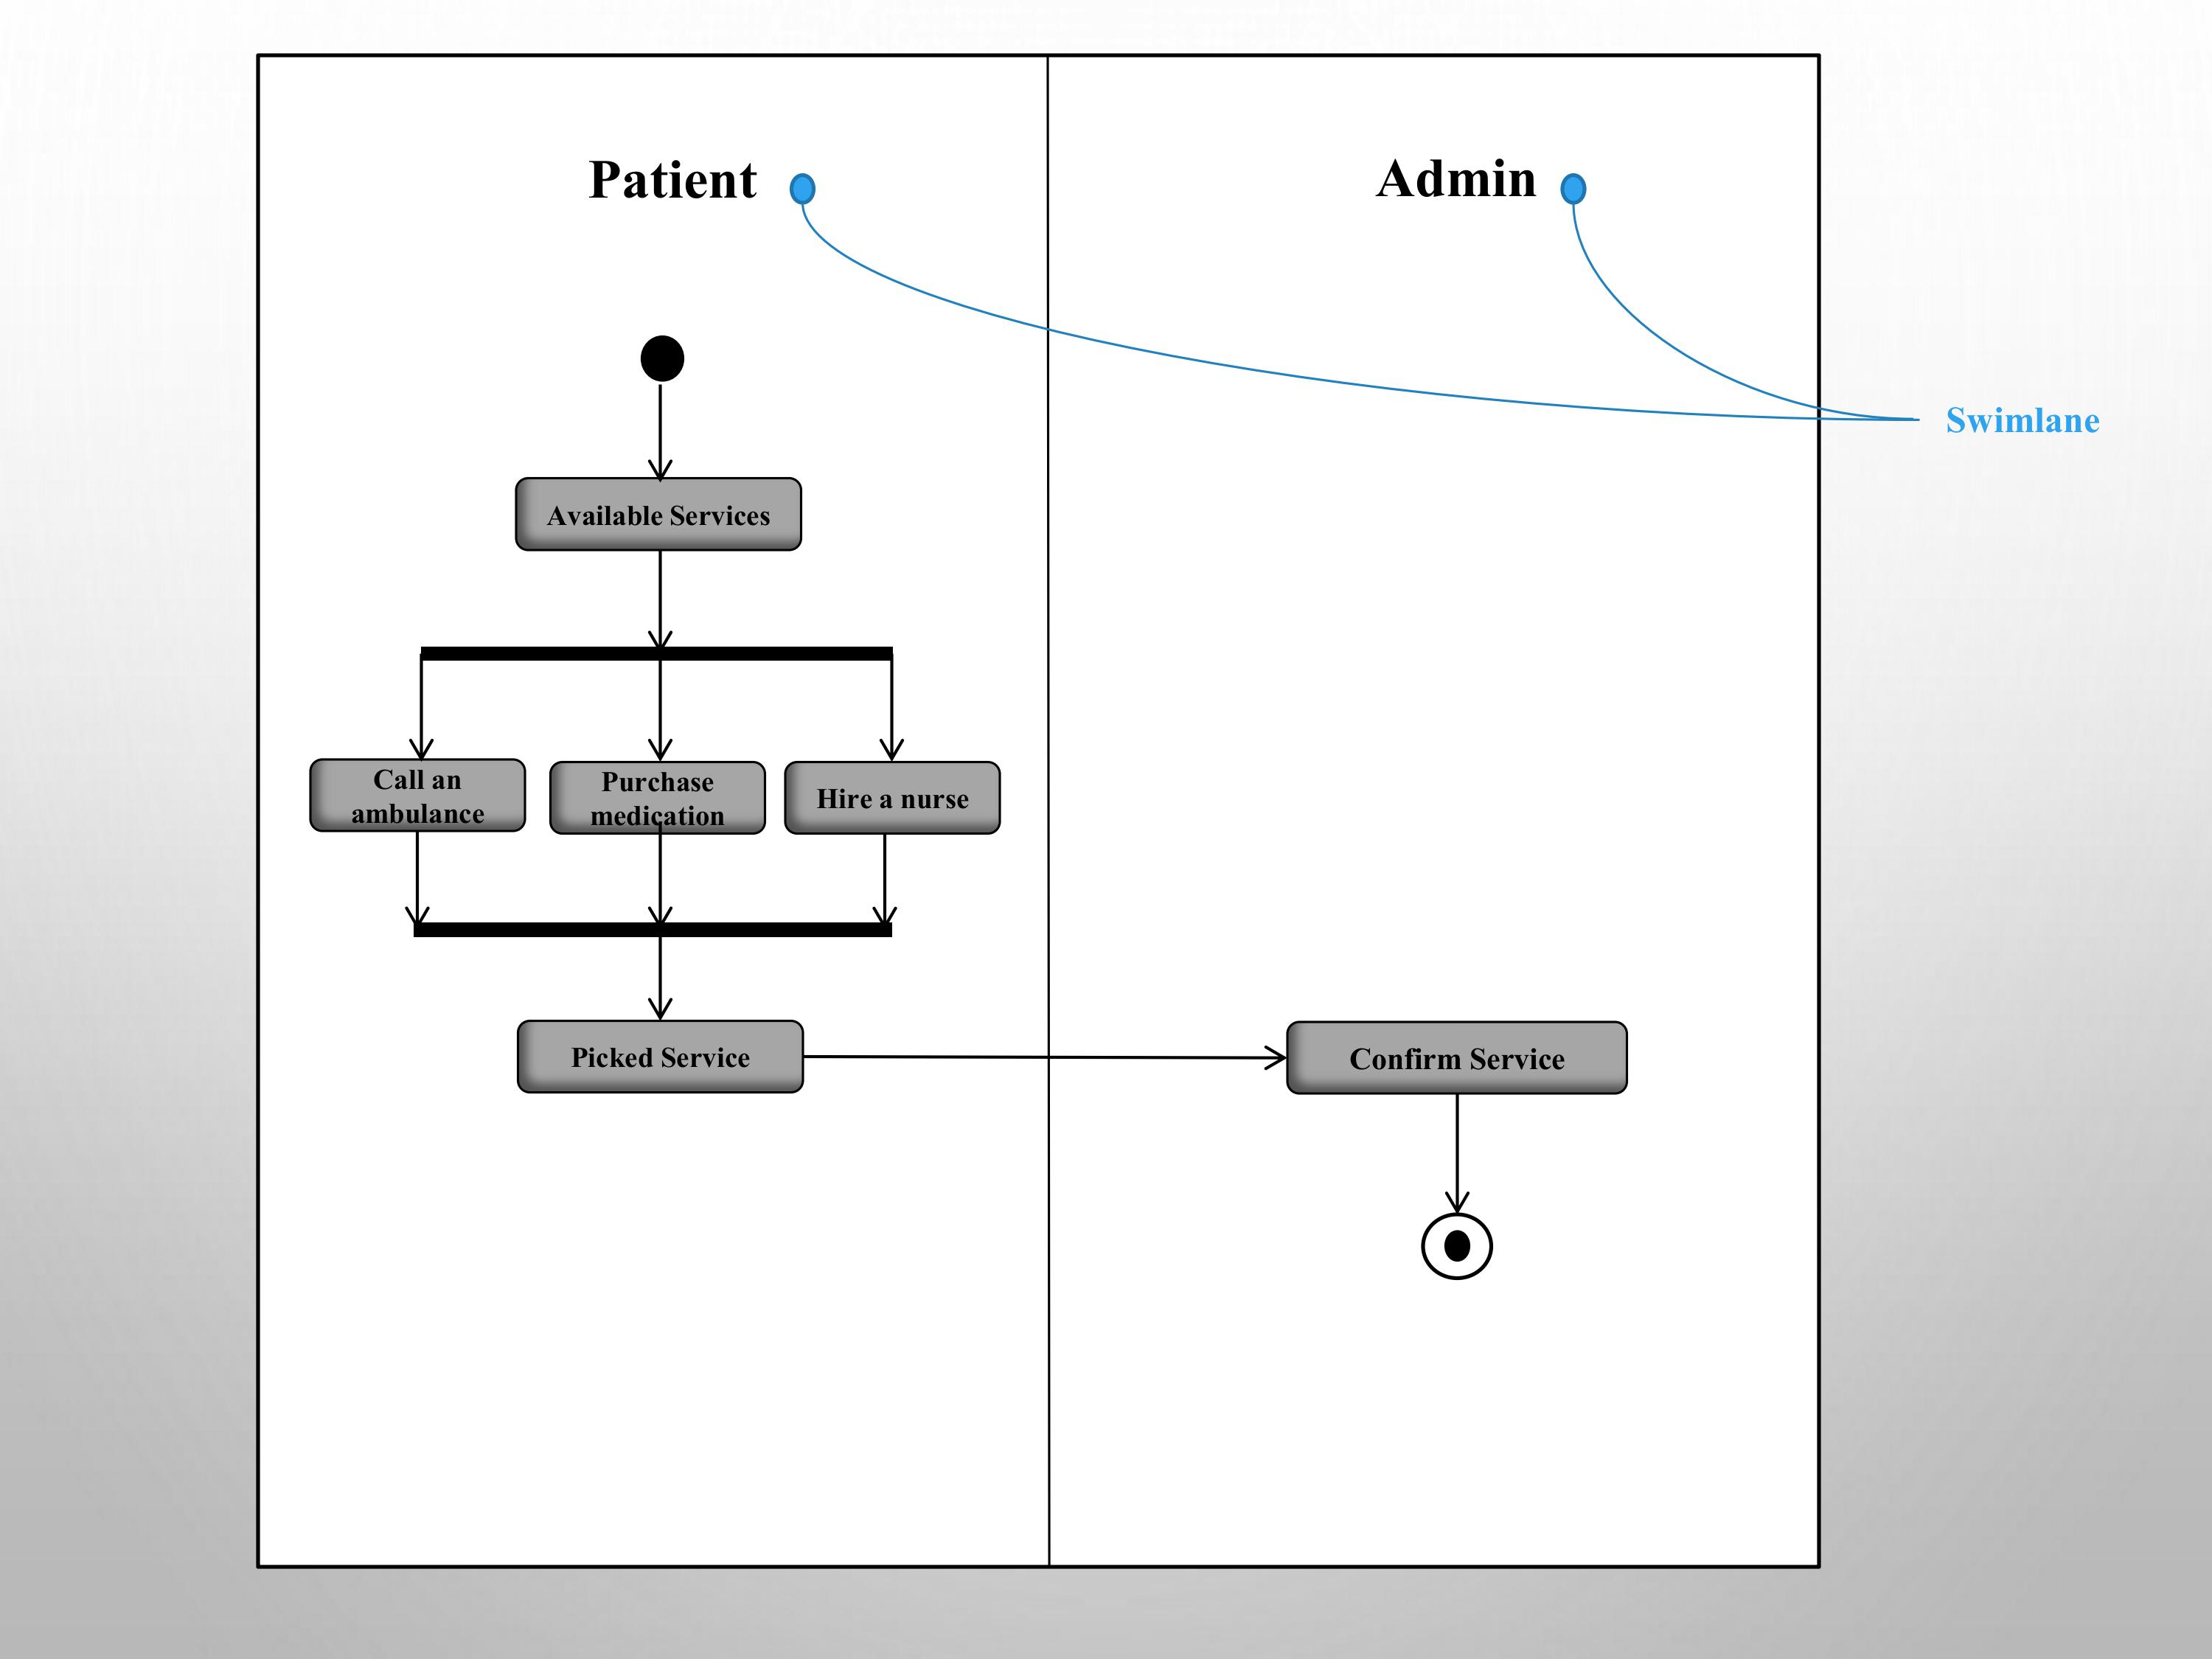 Patient
Admin
Swimlane
Available Services
Call an
ambulance
Purchase
medication
Hire a nurse
Picked Service
Confirm Service